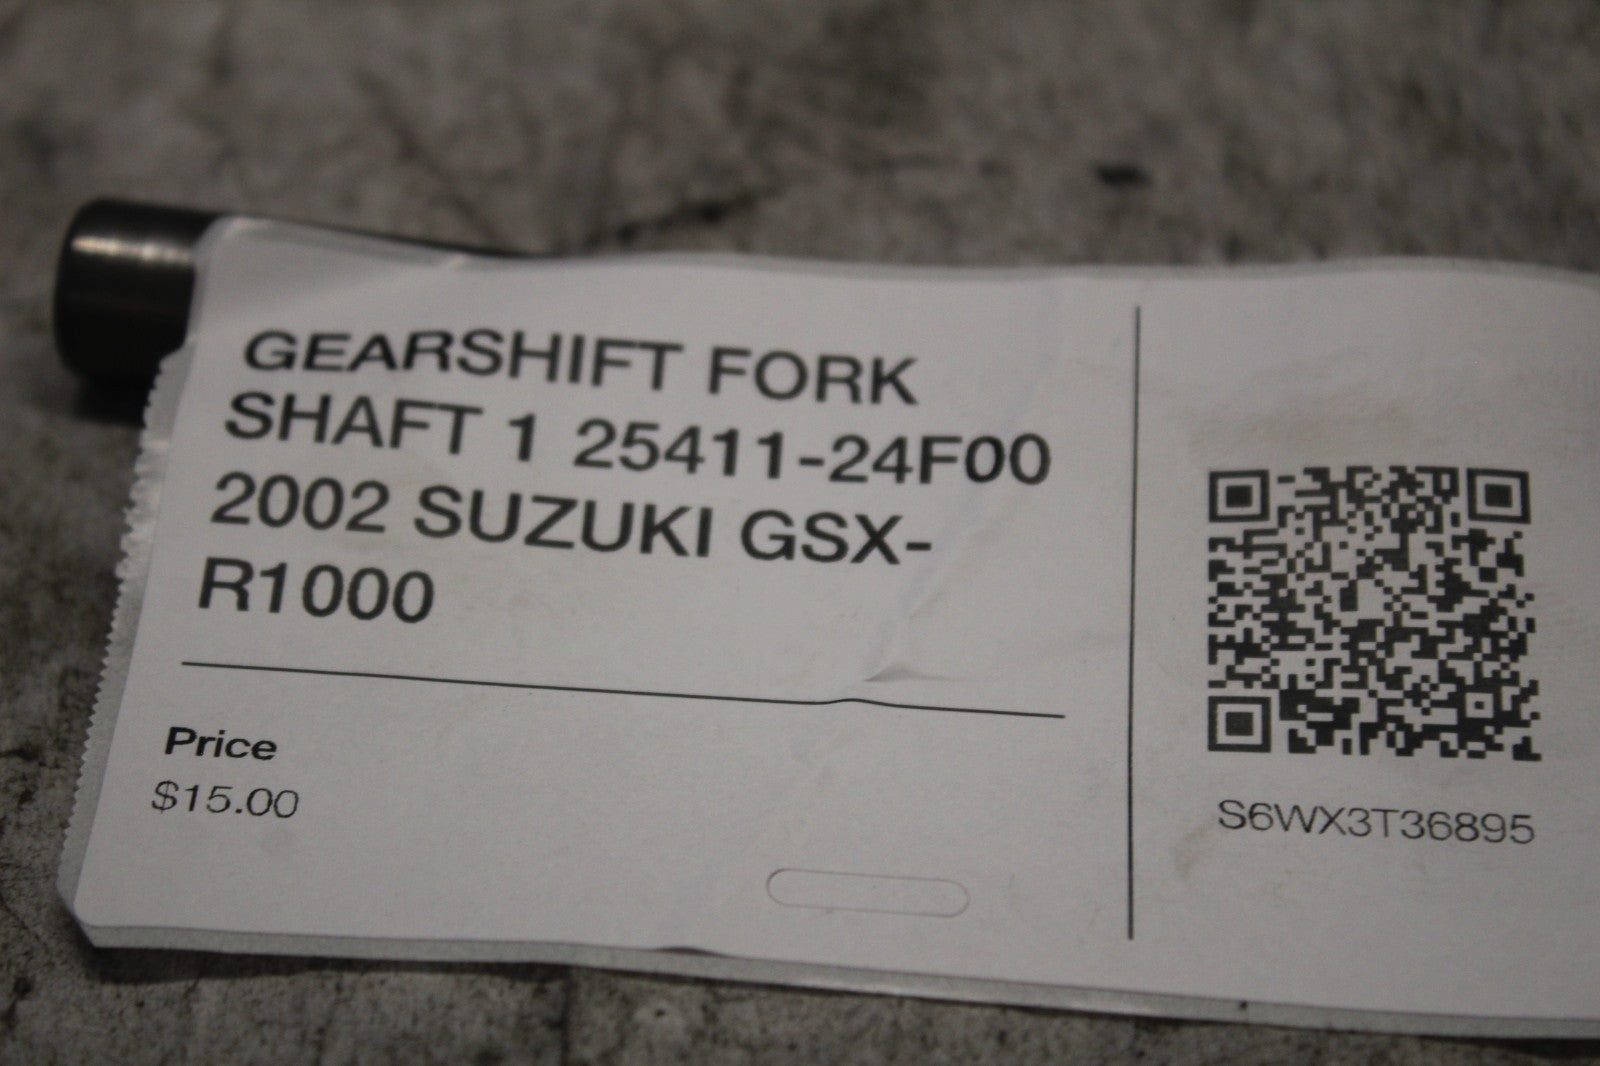 GEARSHIFT FORK
SHAFT 1 25411-24F00
2002 SUZUKI GSX-
R1000
Price
$15.00
S6WX3T36895